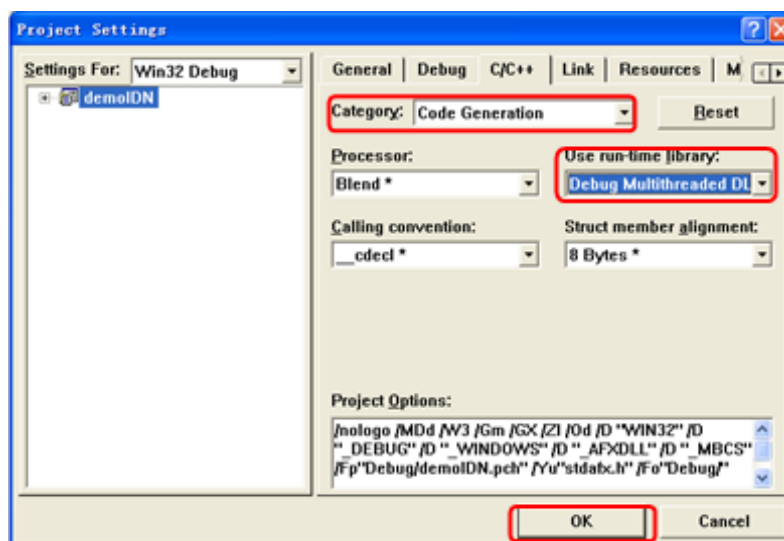 Project Settings
Settings For: Win32 Debug
demoIDN
General Debug C/C++ Link Resources M
Category: Code Generation Reset
Processor: Use run-time library:
Blend * Debug Multithreaded DL
Calling convention: Struct member alignment:
__cdecl * 8 Bytes *
Project Options:
/nologo /MDd /W3 /Gm /GX /ZI /Od /D "WIN32" /D
"_DEBUG" /D "_WINDOWS" /D "_AFXDLL" /D "_MBCS"
/Fp"Debug/demoIDN.pch" /Yu"stdafx.h" /Fo"Debug/"
OK Cancel